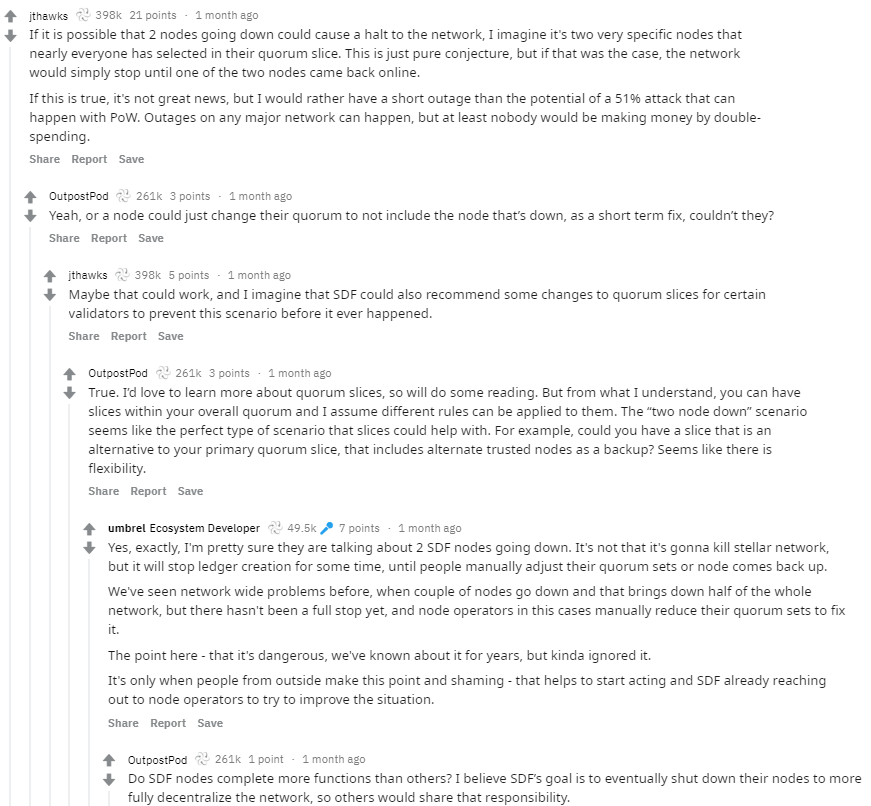 jthawks 398k 21 points · 1 month ago
If it is possible that 2 nodes going down could cause a halt to the network, I imagine it's two very specific nodes that
nearly everyone has selected in their quorum slice. This is just pure conjecture, but if that was the case, the network
would simply stop until one of the two nodes came back online.
If this is true, it's not great news, but I would rather have a short outage than the potential of a 51% attack that can
happen with PoW. Outages on any major network can happen, but at least nobody would be making money by double-
spending.
Share Report Save
OutpostPod 261k 3 points · 1 month ago
Yeah, or a node could just change their quorum to not include the node that’s down, as a short term fix, couldn’t they?
Share Report Save
jthawks 398k 5 points · 1 month ago
Maybe that could work, and I imagine that SDF could also recommend some changes to quorum slices for certain
validators to prevent this scenario before it ever happened.
Share Report Save
OutpostPod 261k 3 points · 1 month ago
True. I’d love to learn more about quorum slices, so will do some reading. But from what I understand, you can have
slices within your overall quorum and I assume different rules can be applied to them. The “two node down” scenario
seems like the perfect type of scenario that slices could help with. For example, could you have a slice that is an
alternative to your primary quorum slice, that includes alternate trusted nodes as a backup? Seems like there is
flexibility.
Share Report Save
umbrel Ecosystem Developer 49.5k 7 points · 1 month ago
Yes, exactly, I'm pretty sure they are talking about 2 SDF nodes going down. It's not that it's gonna kill stellar network,
but it will stop ledger creation for some time, until people manually adjust their quorum sets or node comes back up.
We've seen network wide problems before, when couple of nodes go down and that brings down half of the whole
network, but there hasn't been a full stop yet, and node operators in this cases manually reduce their quorum sets to fix
it.
The point here - that it's dangerous, we've known about it for years, but kinda ignored it.
It's only when people from outside make this point and shaming - that helps to start acting and SDF already reaching
out to node operators to try to improve the situation.
Share Report Save
OutpostPod 261k 1 point · 1 month ago
Do SDF nodes complete more functions than others? I believe SDF’s goal is to eventually shut down their nodes to more
fully decentralize the network, so others would share that responsibility.